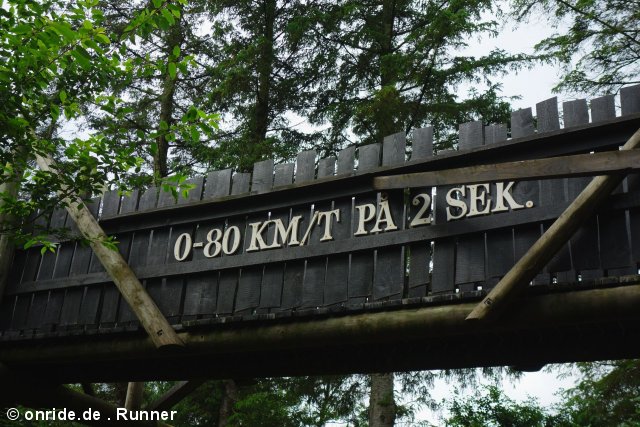 0-80 KM/T PÅ 2 SEK.
© onride.de . Runner